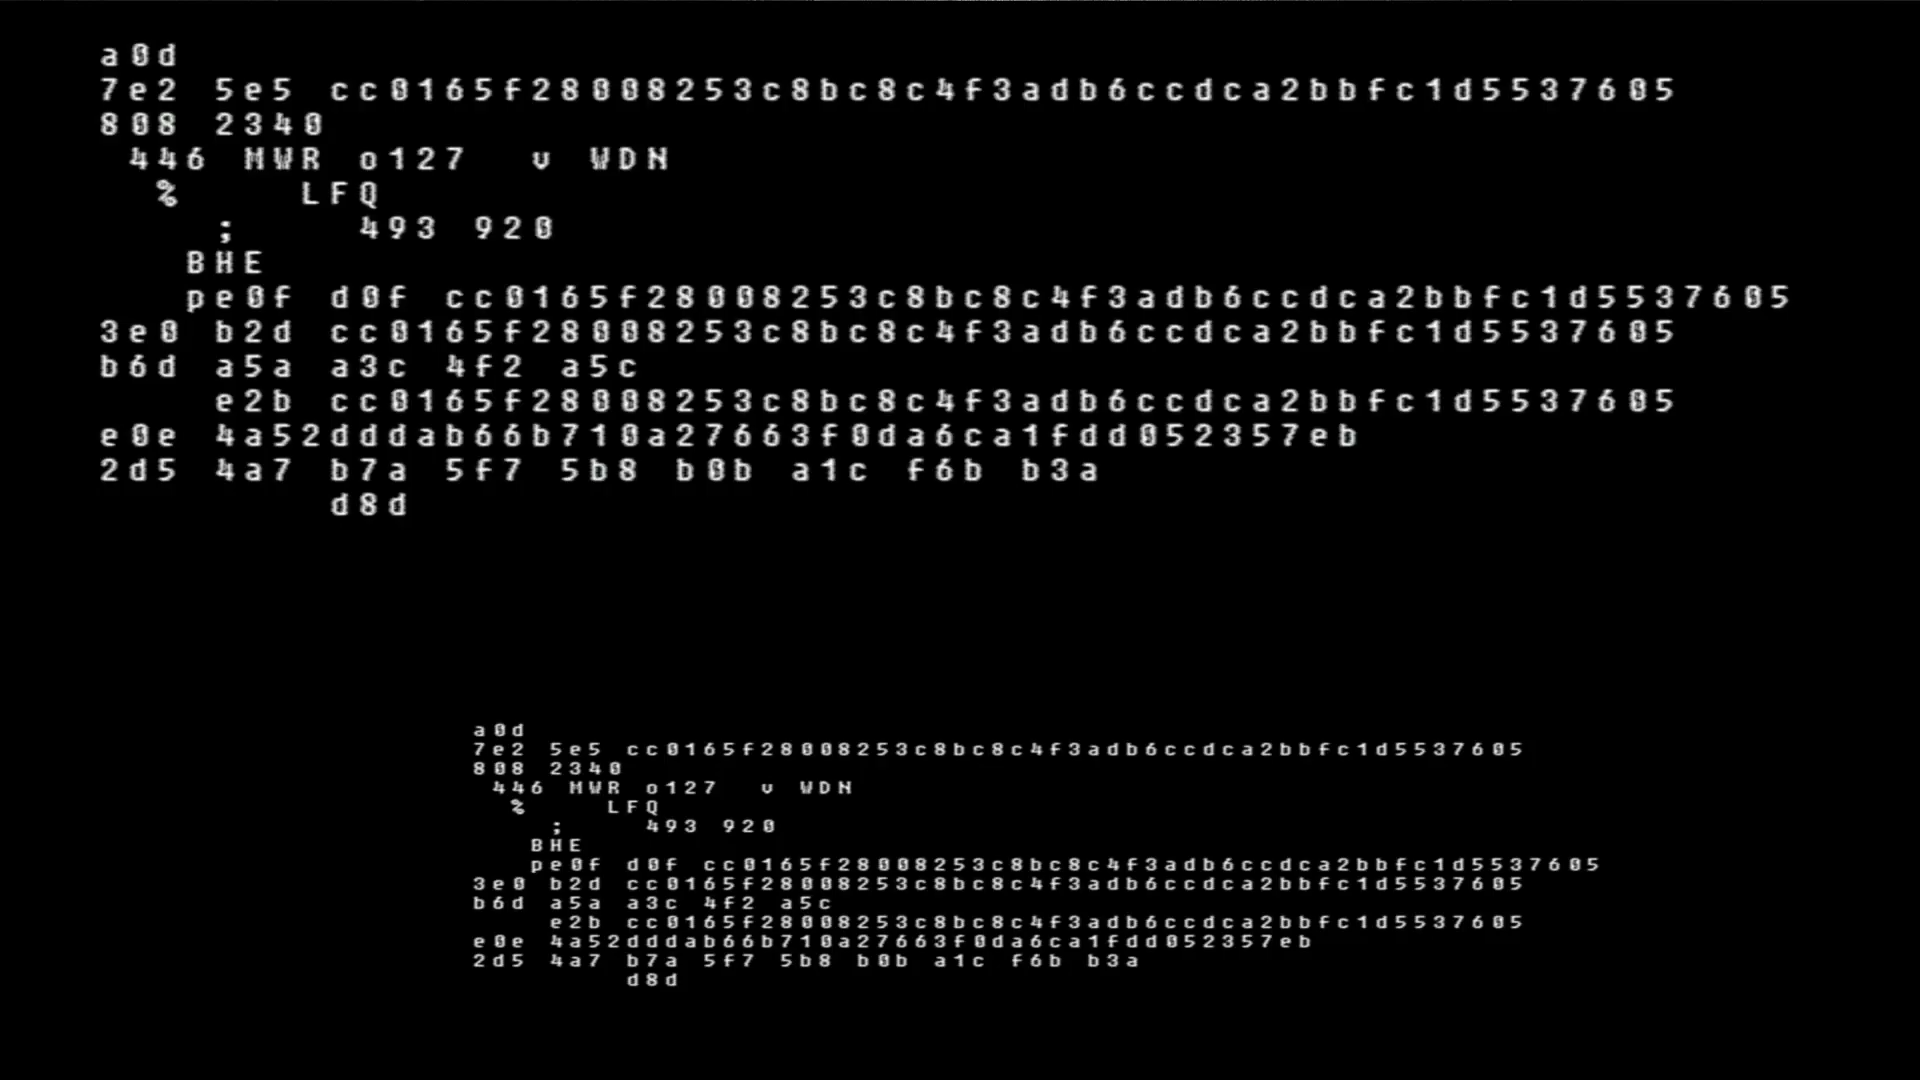 a0d
7e2 5e5 cc0165f28008253c8bc8c4f3adb6ccdca2bbfc1d5537605
808 2340
446 MWR o127 v WDN
% LFQ
; 493 920
BHE
pe0f d0f cc0165f28008253c8bc8c4f3adb6ccdca2bbfc1d5537605
3e0 b2d cc0165f28008253c8bc8c4f3adb6ccdca2bbfc1d5537605
b6d a5a a3c 4f2 a5c
e2b cc0165f28008253c8bc8c4f3adb6ccdca2bbfc1d5537605
e0e 4a52dddab66b710a27663f0da6ca1fdd052357eb
2d5 4a7 b7a 5f7 5b8 b0b a1c f6b b3a
d8d
a0d
7e2 5e5 cc0165f28008253c8bc8c4f3adb6ccdca2bbfc1d5537605
808 2340
446 MWR o127 v WDN
% LFQ
; 493 920
BHE
pe0f d0f cc0165f28008253c8bc8c4f3adb6ccdca2bbfc1d5537605
3e0 b2d cc0165f28008253c8bc8c4f3adb6ccdca2bbfc1d5537605
b6d a5a a3c 4f2 a5c
e2b cc0165f28008253c8bc8c4f3adb6ccdca2bbfc1d5537605
e0e 4a52dddab66b710a27663f0da6ca1fdd052357eb
2d5 4a7 b7a 5f7 5b8 b0b a1c f6b b3a
d8d